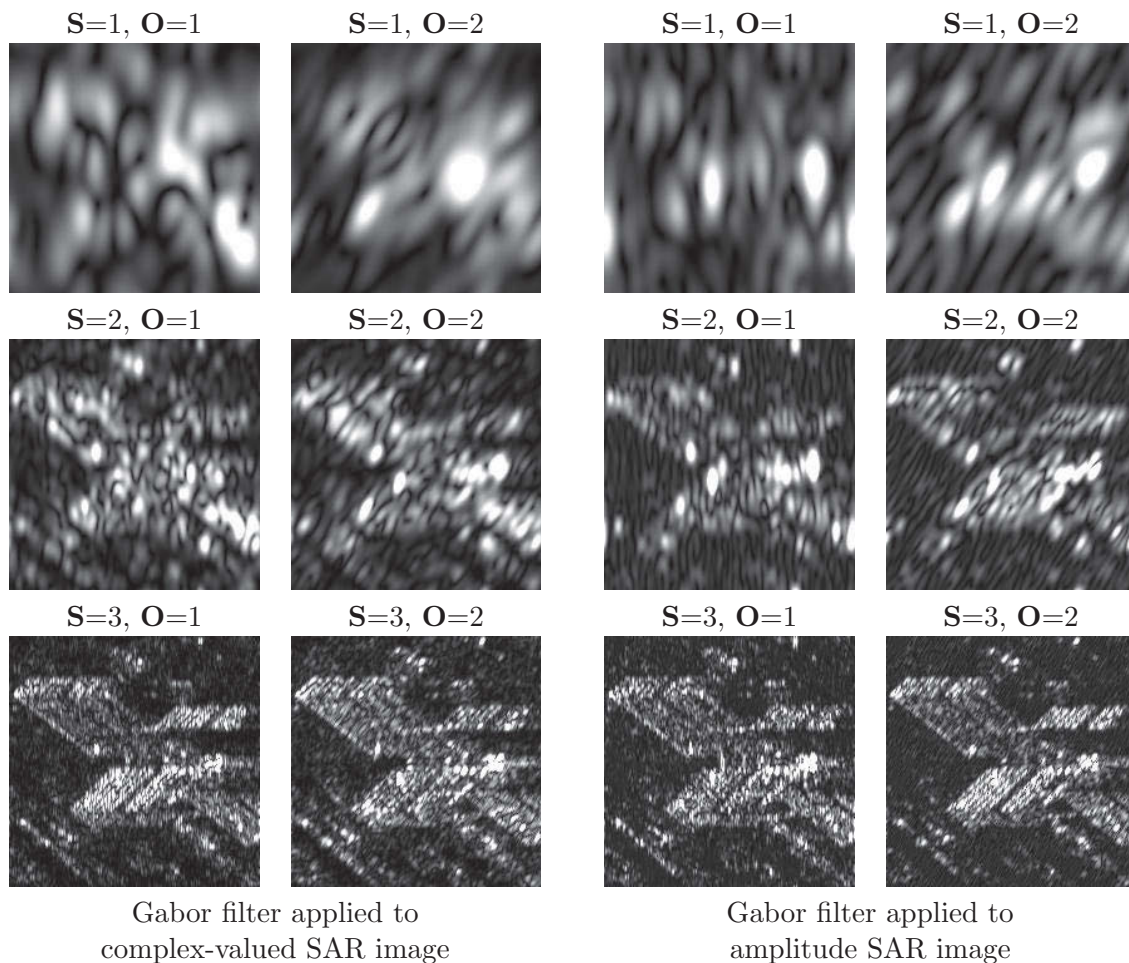 S=1, O=1 S=1, O=2 S=1, O=1 S=1, O=2
S=2, O=1 S=2, O=2 S=2, O=1 S=2, O=2
S=3, O=1 S=3, O=2 S=3, O=1 S=3, O=2
Gabor filter applied to
complex-valued SAR image
Gabor filter applied to
amplitude SAR image